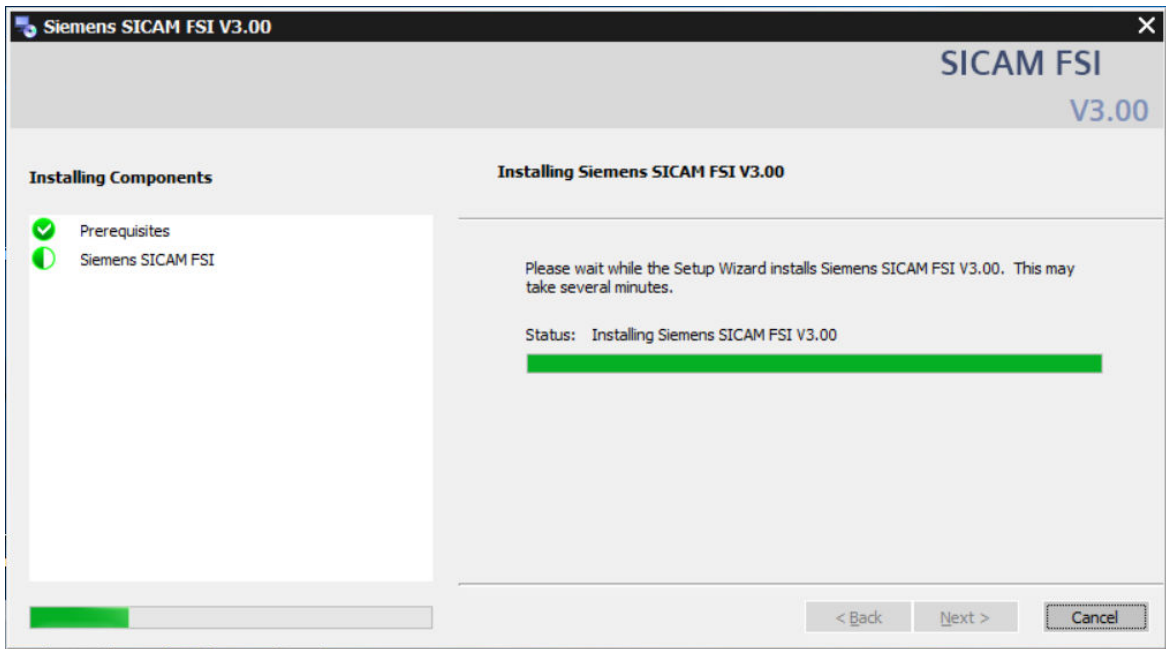 Siemens SICAM FSI V3.00
SICAM FSI
V3.00
Installing Components
Prerequisites
Siemens SICAM FSI
Installing Siemens SICAM FSI V3.00
Please wait while the Setup Wizard installs Siemens SICAM FSI V3.00.  This may
take several minutes.
Status:   Installing Siemens SICAM FSI V3.00
< Back   Next >   Cancel